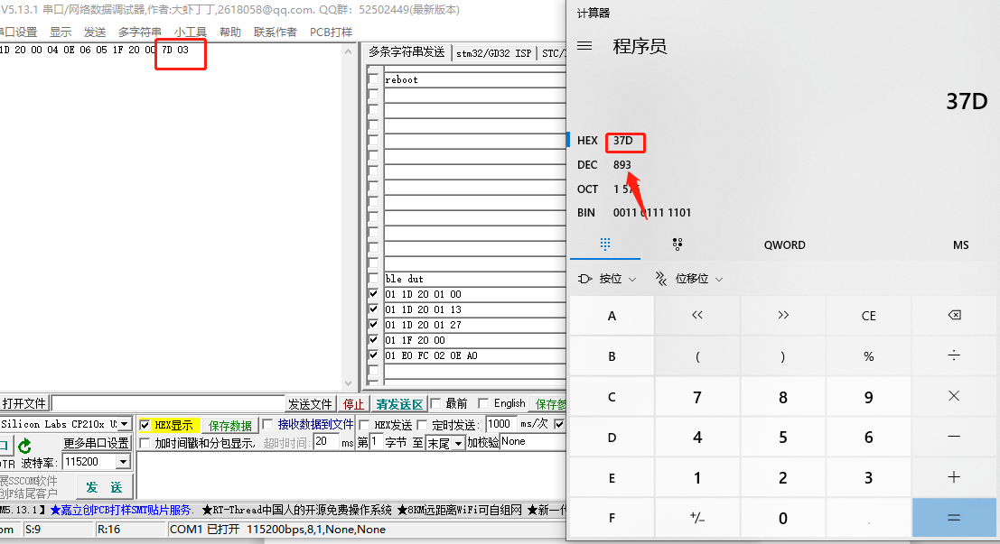 V5.13.1 串口/网络数据调试器,作者:大虾丁丁,2618058@qq.com. QQ群：52502449(最新版本)
串口设置 显示 发送 多字符串 小工具 帮助 联系作者 PCB打样
1D 20 00 04 0E 06 05 1F 20 00 7D 03
多条字符串发送 stm32/GD32 ISP STC/
reboot
ble dut
01 1D 20 01 00
01 1D 20 01 13
01 1D 20 01 27
01 1F 20 00
01 E0 FC 02 0E A0
打开文件 发送文件 停止 清发送区 最前 English 保存参
Silicon Labs CP210x U HEX显示 保存数据 接收数据到文件 HEX发送 定时发送: 1000 ms/次
口 更多串口设置 加时间戳和分包显示, 超时时间: 20 ms 第 1 字节 至 末尾 加校验 None
TR 波特率: 115200
展SSCOM软件
创F结尾客户
发 送
M5.13.1】★嘉立创PCB打样SMT贴片服务. ★RT-Thread中国人的开源免费操作系统 ★8KM远距离WiFi可自组网 ★新一代
om S:9 R:16 COM1 已打开 115200bps,8,1,None,None
计算器
程序员
37D
HEX 37D
DEC 893
OCT 1 57
BIN 0011 0111 1101
QWORD MS
按位 位移位
A << >> CE
B ( ) % ÷
C 7 8 9 ×
D 4 5 6 −
E 1 2 3 +
F +/− 0 . =